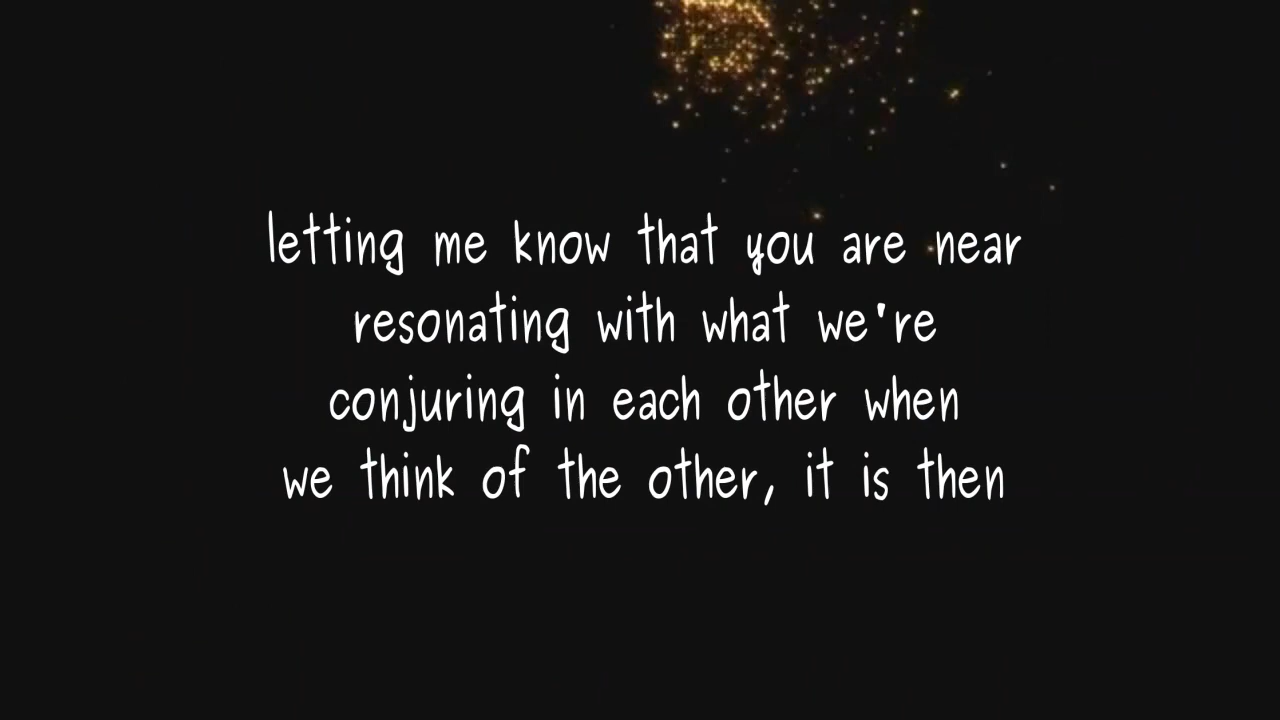 letting me know that you are near
resonating with what we're
conjuring in each other when
we think of the other, it is then